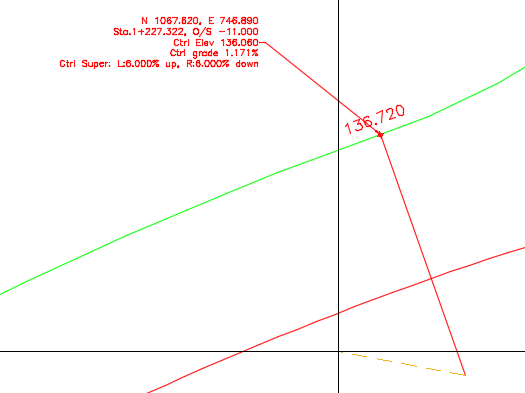 N 1067.620, E 746.890
Sta.1+227.322, O/S -11.000
Ctrl Elev 136.060
Ctrl grade 1.171%
Ctrl Super: L:6.000% up, R:6.000% down
136.720